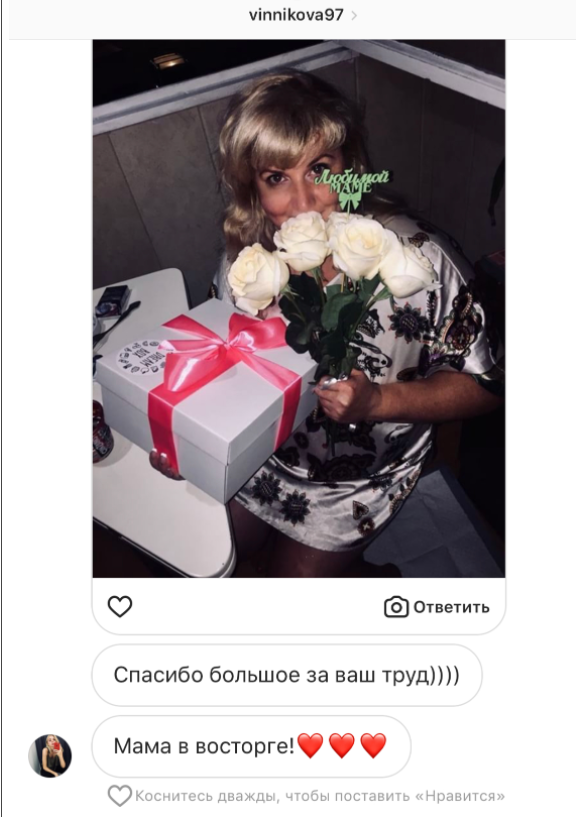 vinnikova97
Любимой
МАМЕ
Ответить
Спасибо большое за ваш труд))))
Мама в восторге!❤️❤️❤️
Коснитесь дважды, чтобы поставить «Нравится»